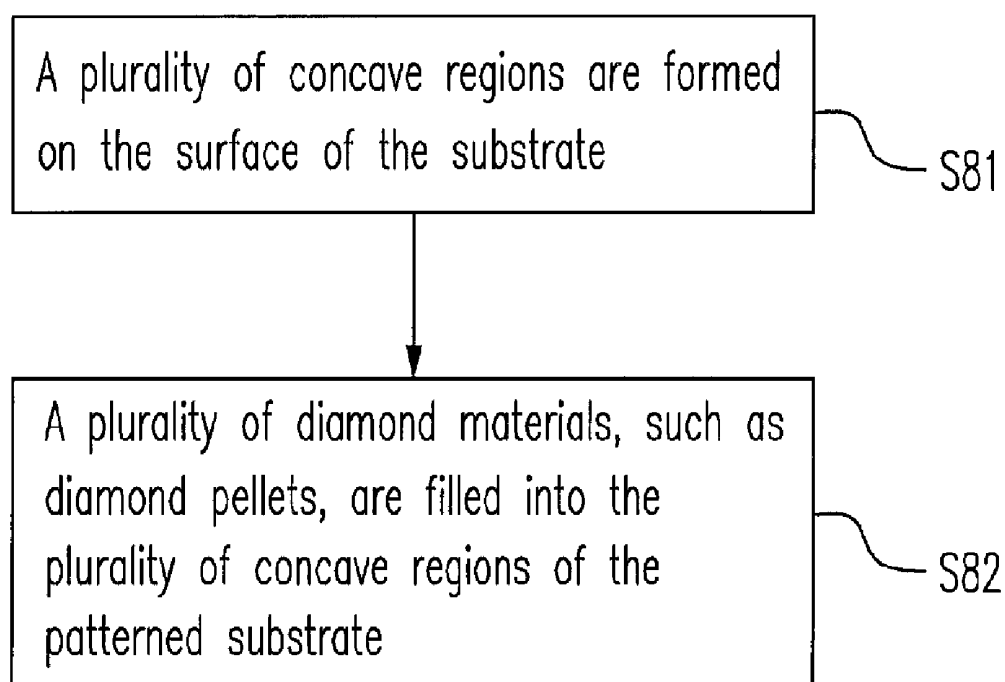 A plurality of concave regions are formed
on the surface of the substrate
S81
A plurality of diamond materials, such as
diamond pellets, are filled into the
plurality of concave regions of the
patterned substrate
S82